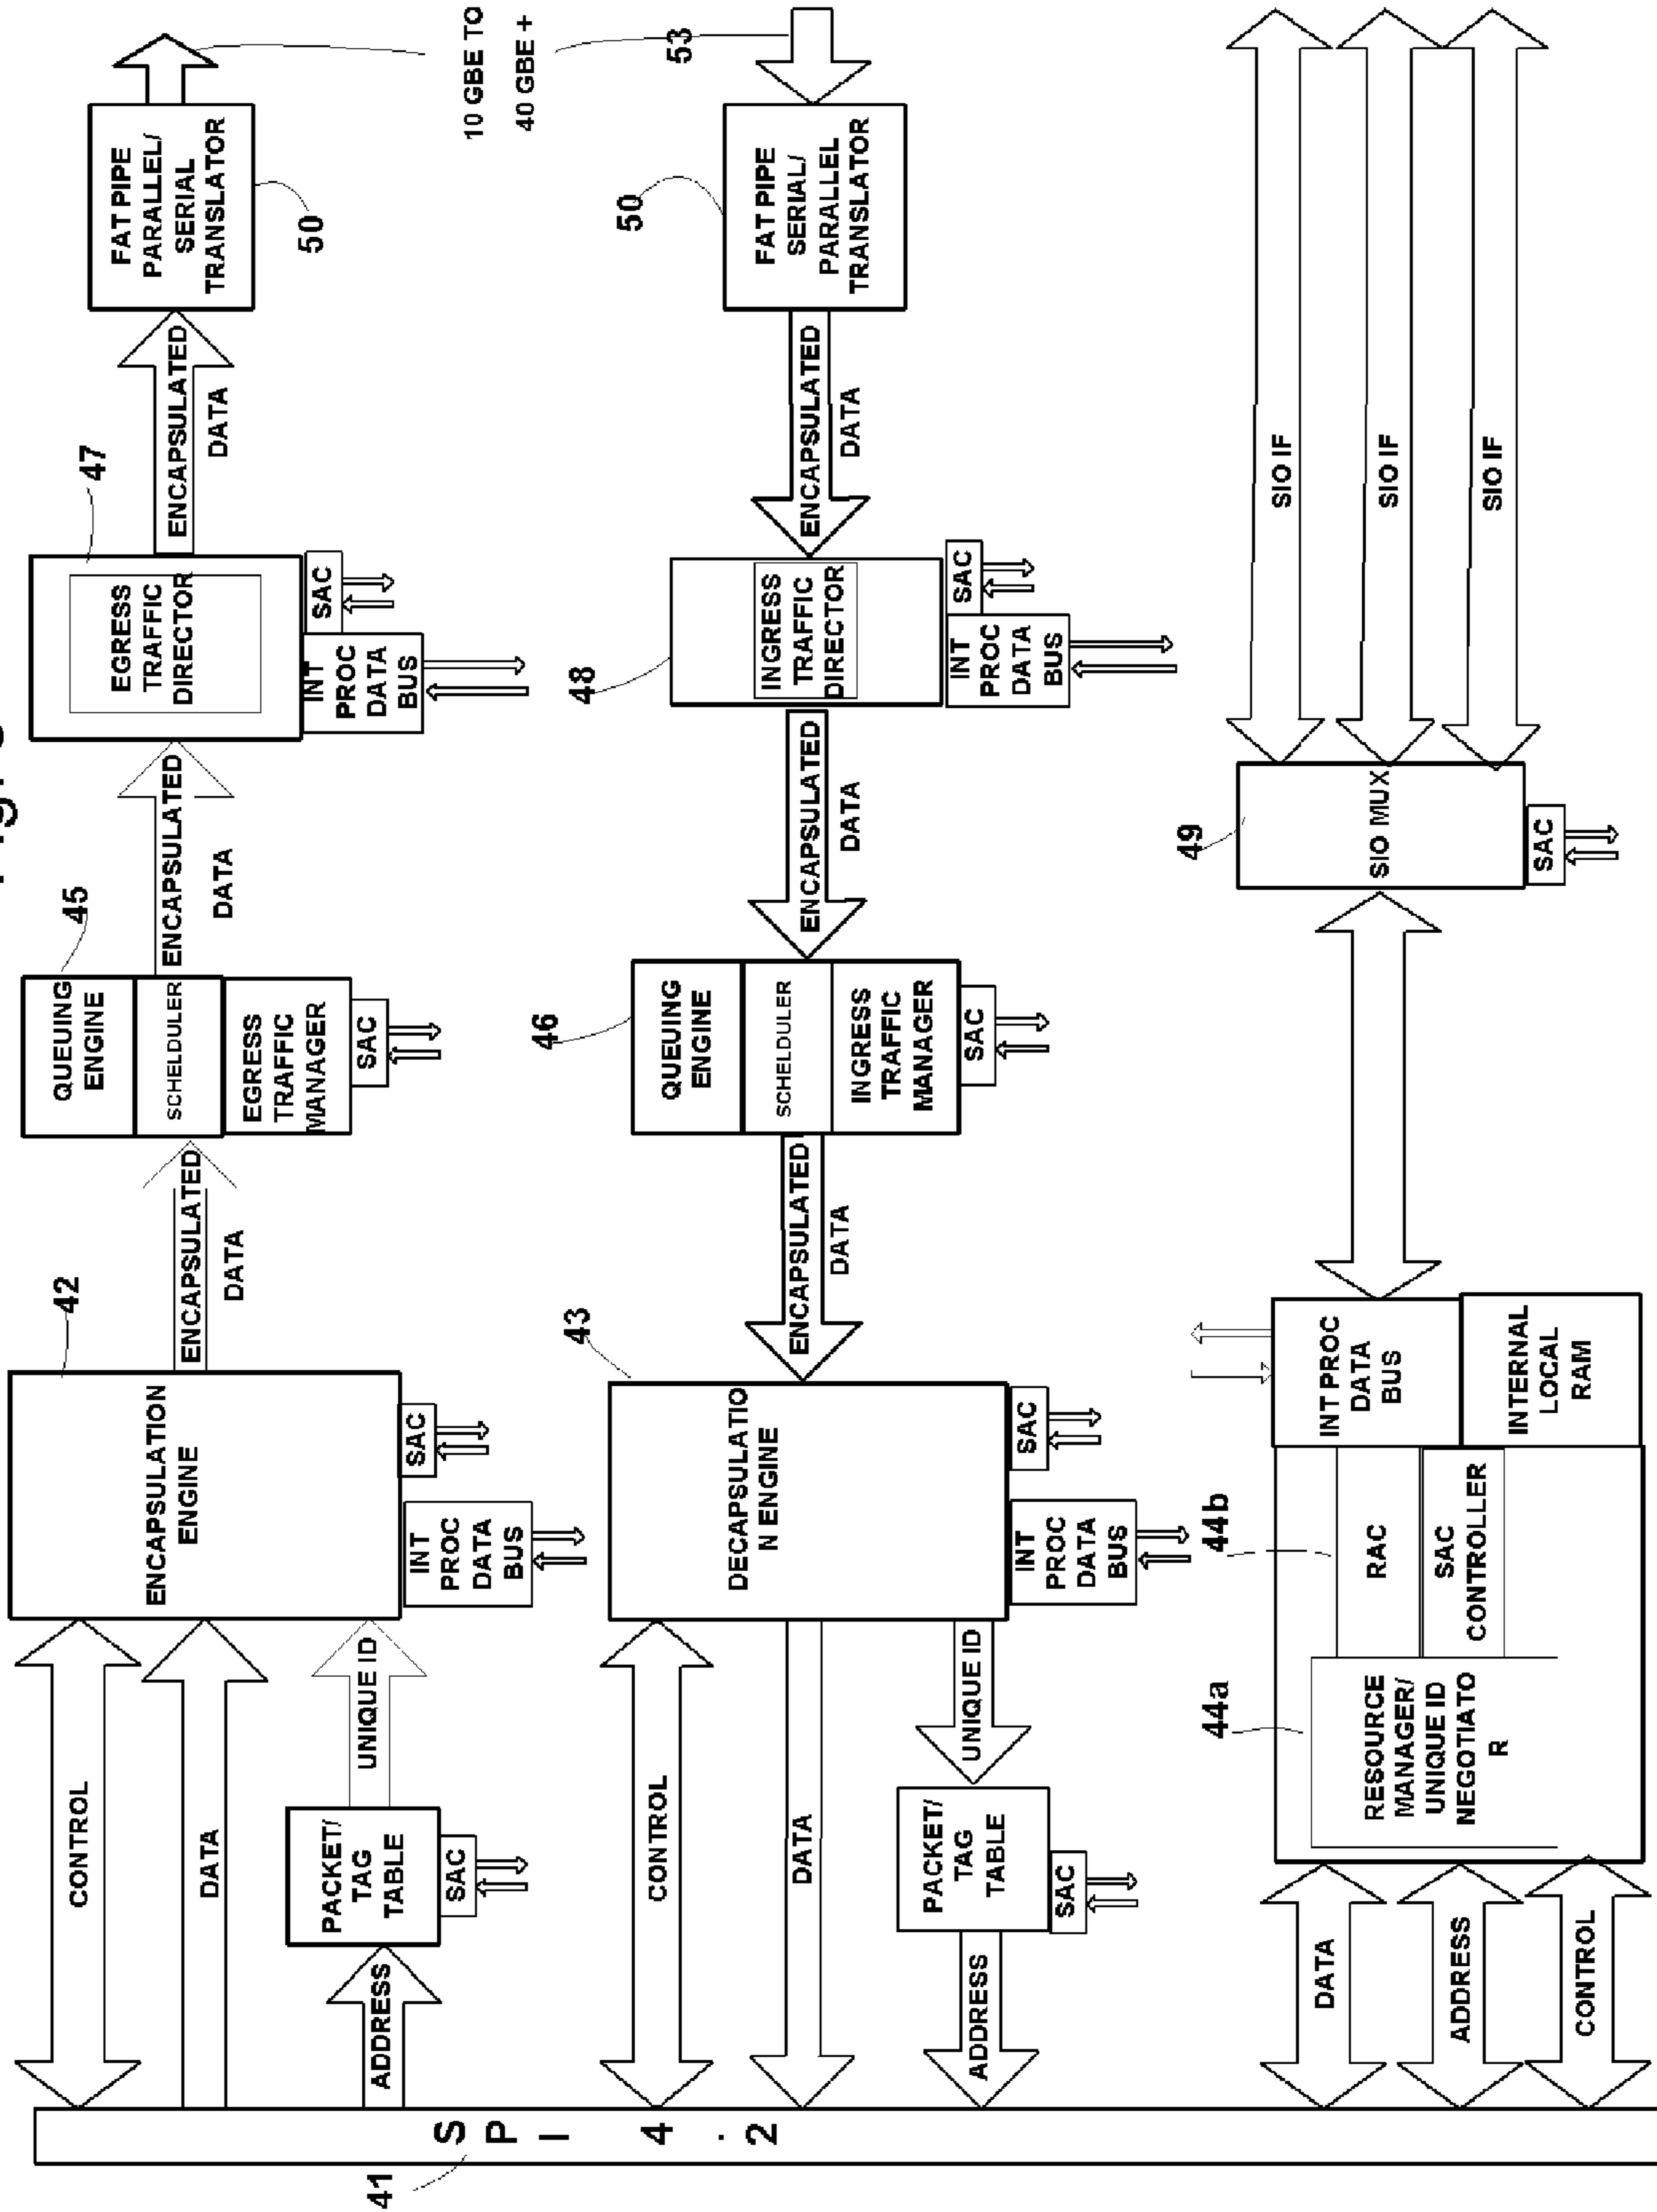 42
45
47
CONTROL
DATA
ADDRESS
PACKET/
TAG
TABLE
SAC
UNIQUE ID
ENCAPSULATION
ENGINE
INT
PROC
DATA
BUS
SAC
ENCAPSULATED
DATA
QUEUING
ENGINE
SCHELDULER
EGRESS
TRAFFIC
MANAGER
SAC
ENCAPSULATED
DATA
EGRESS
TRAFFIC
DIRECTOR
INT
PROC
DATA
BUS
SAC
ENCAPSULATED
DATA
FAT PIPE
PARALLEL/
SERIAL
TRANSLATOR
50
10 GBE TO
40 GBE +
41
S
P
I
4
.
2
43
46
48
50
53
CONTROL
DATA
ADDRESS
PACKET/
TAG
TABLE
SAC
UNIQUE ID
DECAPSULATIO
N ENGINE
INT
PROC
DATA
BUS
SAC
ENCAPSULATED
DATA
QUEUING
ENGINE
SCHELDULER
INGRESS
TRAFFIC
MANAGER
SAC
ENCAPSULATED
DATA
INGRESS
TRAFFIC
DIRECTOR
INT
PROC
DATA
BUS
SAC
ENCAPSULATED
DATA
FAT PIPE
SERIAL/
PARALLEL
TRANSLATOR
44a
44b
49
DATA
ADDRESS
CONTROL
RESOURCE
MANAGER/
UNIQUE ID
NEGOTIATO
R
RAC
SAC
CONTROLLER
INT PROC
DATA
BUS
INTERNAL
LOCAL
RAM
SIO MUX
SAC
SIO IF
SIO IF
SIO IF